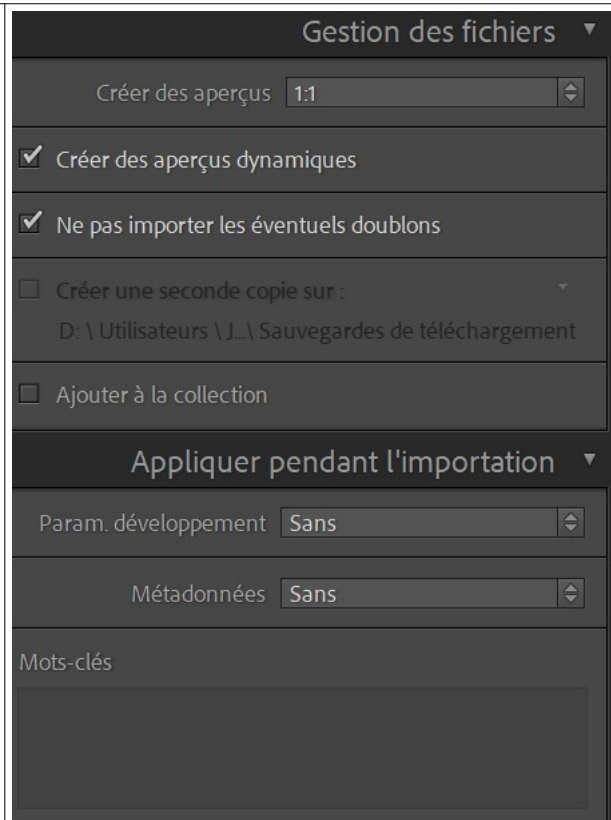 Gestion des fichiers
Créer des aperçus 1:1
Créer des aperçus dynamiques
Ne pas importer les éventuels doublons
Créer une seconde copie sur :
D: \ Utilisateurs \ J...\ Sauvegardes de téléchargement
Ajouter à la collection
Appliquer pendant l'importation
Param. développement Sans
Métadonnées Sans
Mots-clés